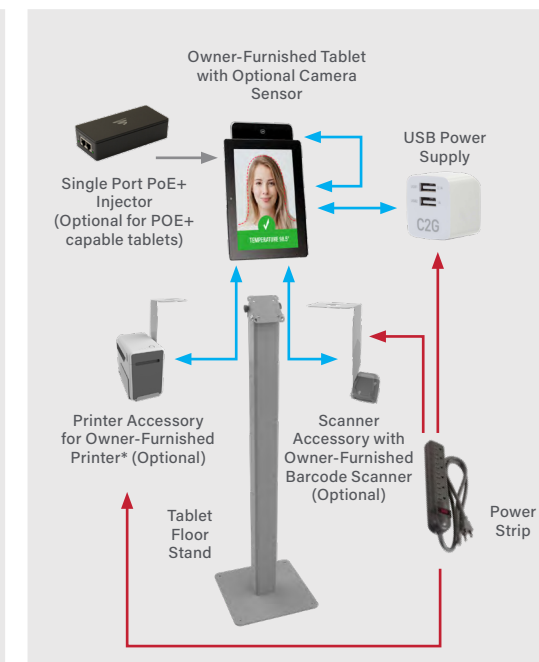 Owner-Furnished Tablet
with Optional Camera
Sensor
USB Power
Supply
Single Port PoE+
Injector
(Optional for POE+
capable tablets)
C2G
TEMPERATURE 98.5°
Printer Accessory
for Owner-Furnished
Printer* (Optional)
Scanner
Accessory with
Owner-Furnished
Barcode Scanner
(Optional)
Tablet
Floor
Stand
Power
Strip